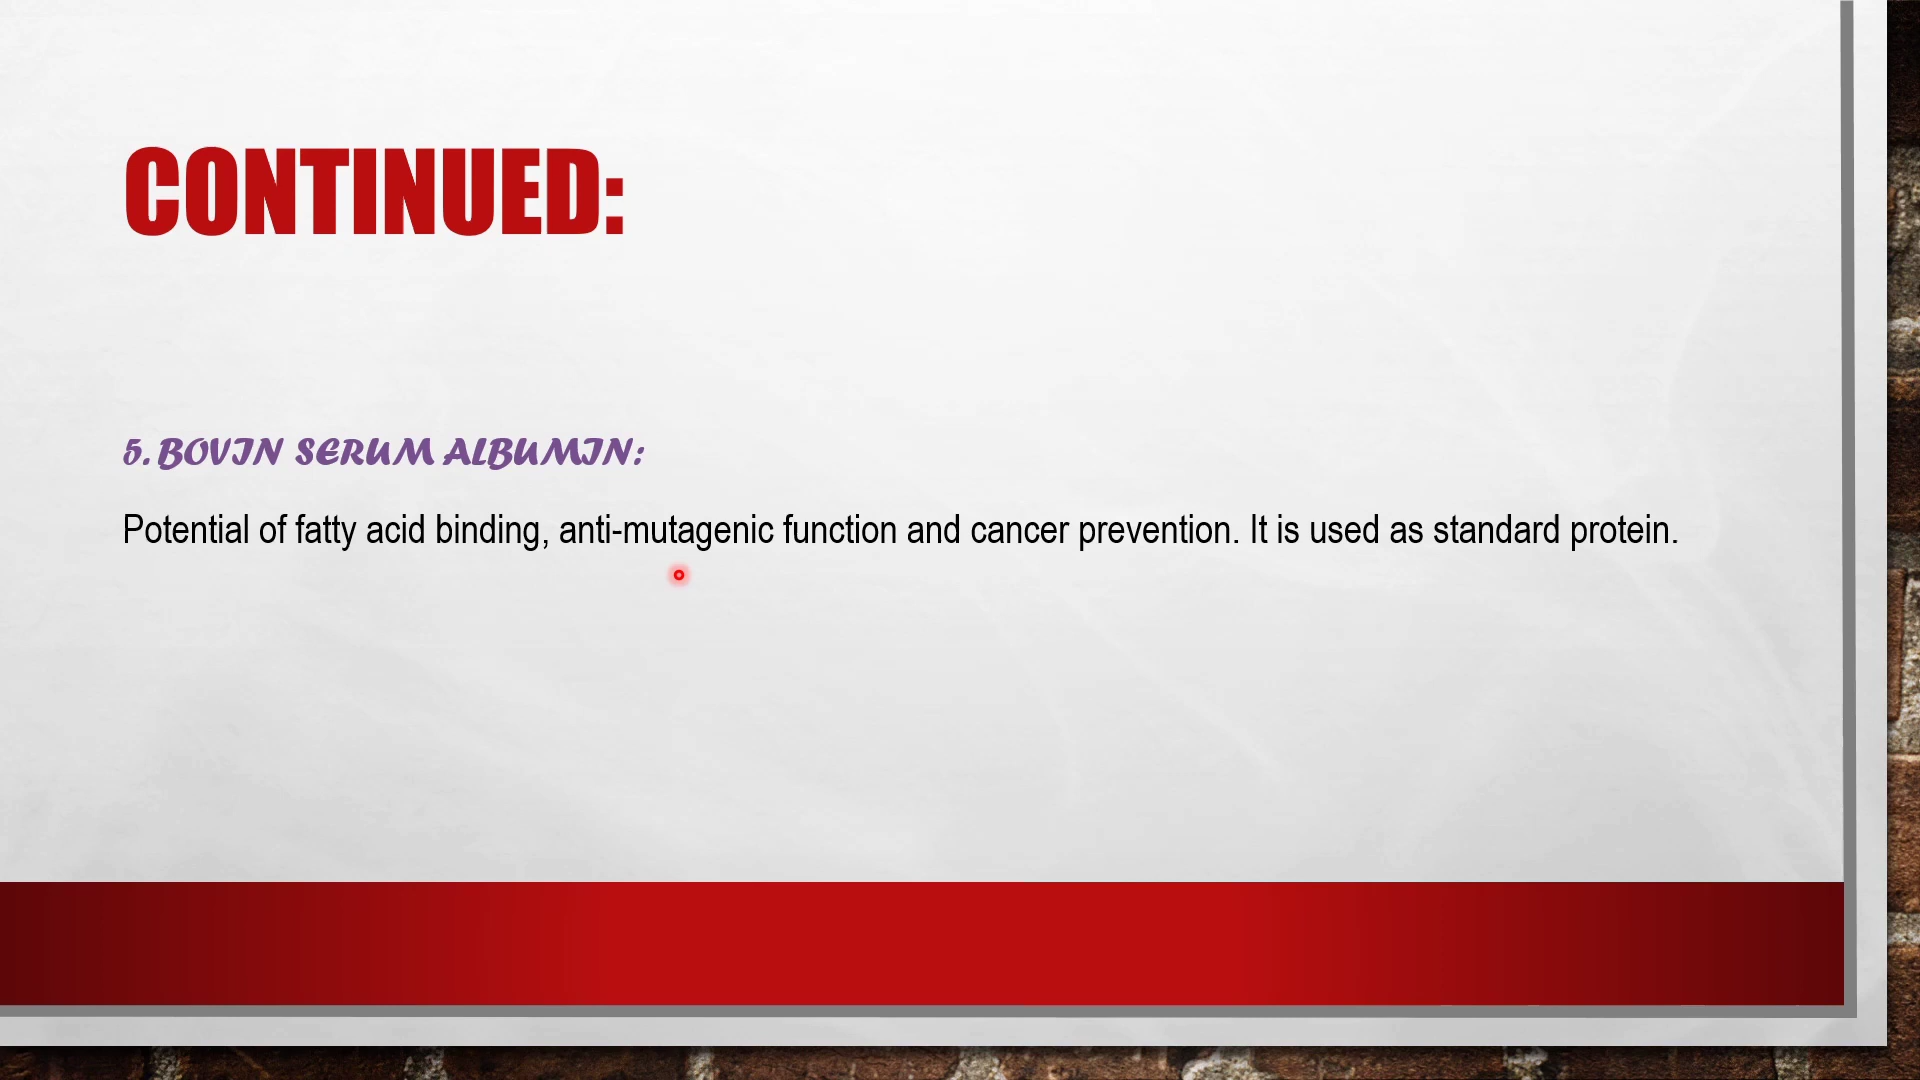 CONTINUED:
5. BOVIN SERUM ALBUMIN:
Potential of fatty acid binding, anti-mutagenic function and cancer prevention. It is used as standard protein.